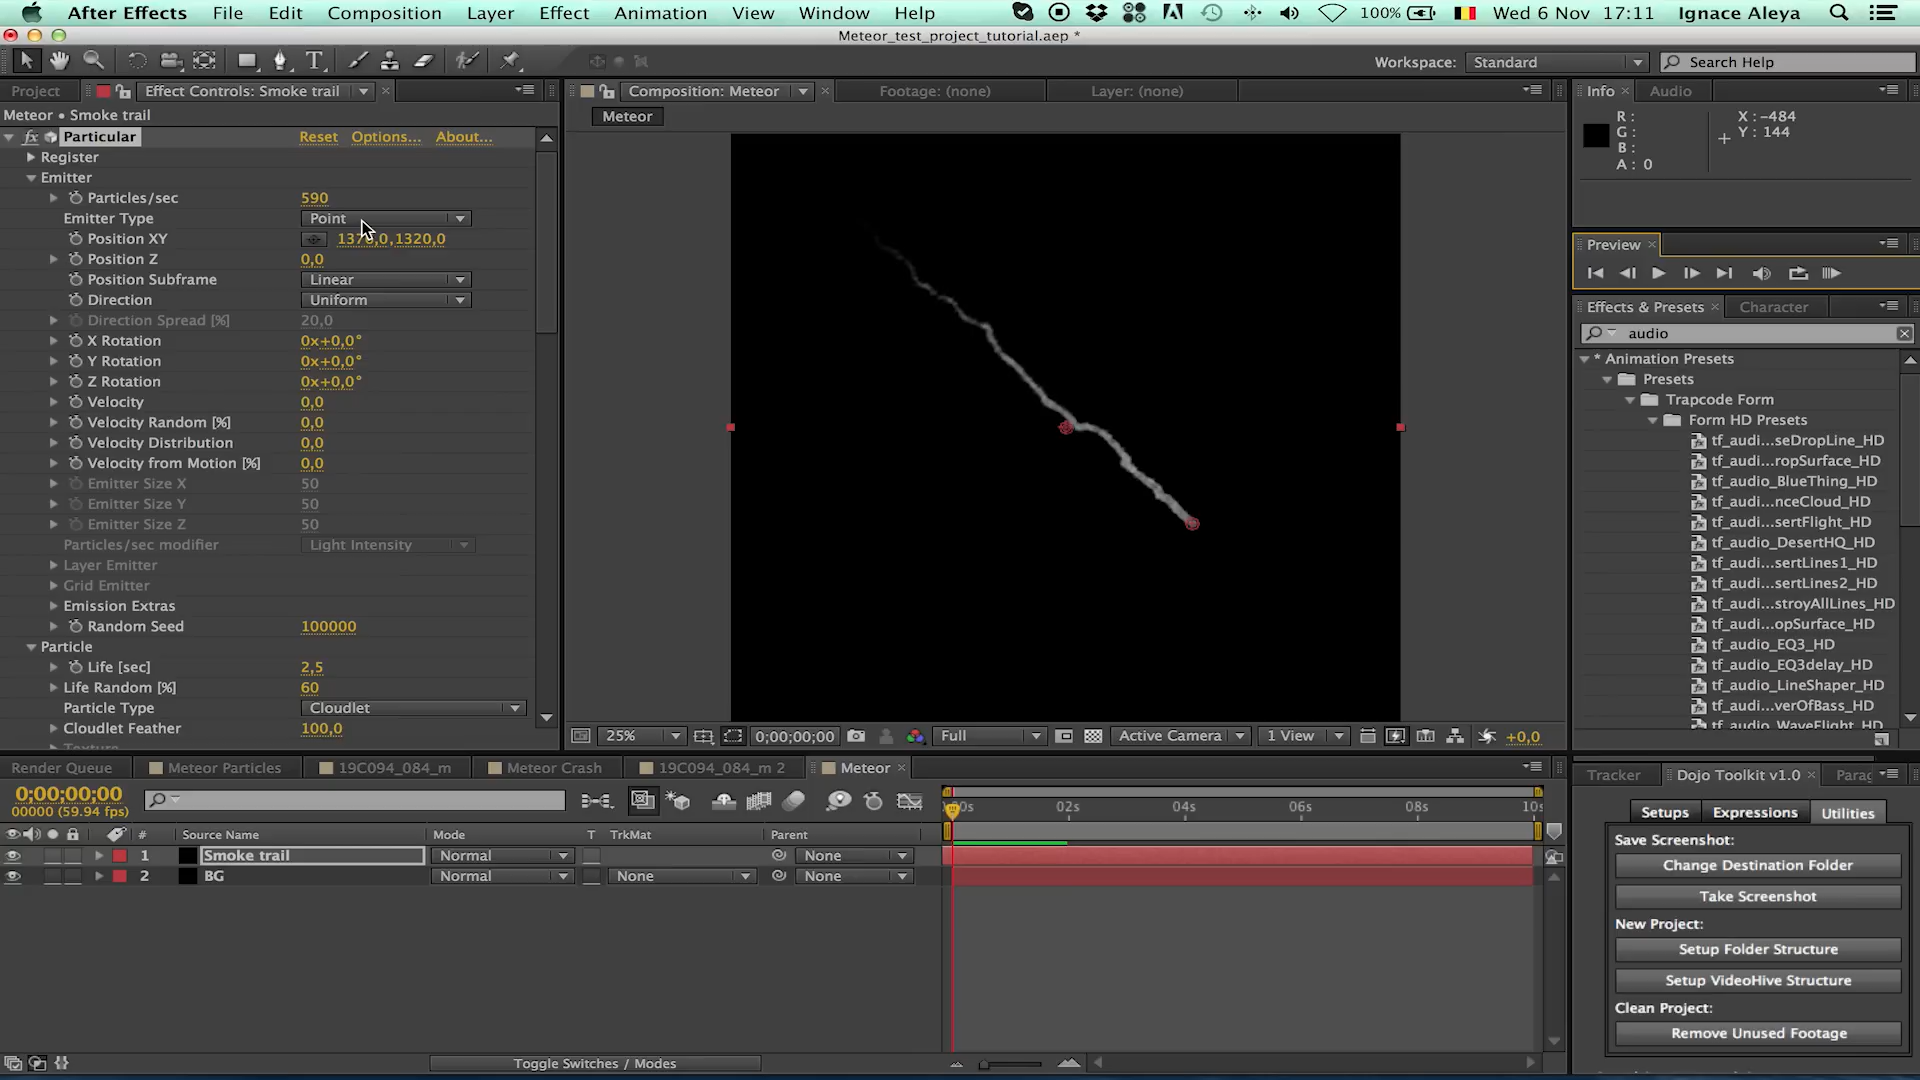 After Effects File Edit Composition Layer Effect Animation View Window Help 100% Wed 6 Nov 17:11 Ignace Aleya
Meteor_test_project_tutorial.aep *
T Workspace: Standard Search Help
Project Effect Controls: Smoke trail × Composition: Meteor × Footage: (none) Layer: (none) Info × Audio
Meteor • Smoke trail Meteor
fx Particular Reset Options... About...
Register
Emitter
Particles/sec 590
Emitter Type Point
Position XY ,1320,0
Position Z 0,0
Position Subframe Linear
Direction Uniform
Direction Spread [%] 20,0
X Rotation 0x+0,0°
Y Rotation 0x+0,0°
Z Rotation 0x+0,0°
Velocity 0,0
Velocity Random [%] 0,0
Velocity Distribution 0,0
Velocity from Motion [%] 0,0
Emitter Size X 50
Emitter Size Y 50
Emitter Size Z 50
Particles/sec modifier Light Intensity
Layer Emitter
Grid Emitter
Emission Extras
Random Seed 100000
Particle
Life [sec] 2,5
Life Random [%] 60
Particle Type Cloudlet
Cloudlet Feather 100,0
Texture
25% 0;00;00;00 Full Active Camera 1 View +0,0
R: X : -484
G: Y : 144
B:
A: 0
Preview ×
Effects & Presets × Character
audio
* Animation Presets
Presets
Trapcode Form
Form HD Presets
tf_audi...seDropLine_HD
tf_audi...ropSurface_HD
tf_audio_BlueThing_HD
tf_audi...nceCloud_HD
tf_audi...sertFlight_HD
tf_audio_DesertHQ_HD
tf_audi...sertLines1_HD
tf_audi...sertLines2_HD
tf_audi...stroyAllLines_HD
tf_audi...opSurface_HD
tf_audio_EQ3_HD
tf_audio_EQ3delay_HD
tf_audio_LineShaper_HD
tf_audi...verOfBass_HD
tf_audio_WaveFlight_HD
Render Queue Meteor Particles 19C094_084_m Meteor Crash 19C094_084_m 2 Meteor ×
0;00;00;00
00000 (59.94 fps)
:00s 02s 04s 06s 08s 10s
# Source Name Mode T TrkMat Parent
1 Smoke trail Normal None
2 BG Normal None None
Toggle Switches / Modes
Tracker Dojo Toolkit v1.0 × Parag
Setups Expressions Utilities
Save Screenshot:
Change Destination Folder
Take Screenshot
New Project:
Setup Folder Structure
Setup VideoHive Structure
Clean Project:
Remove Unused Footage